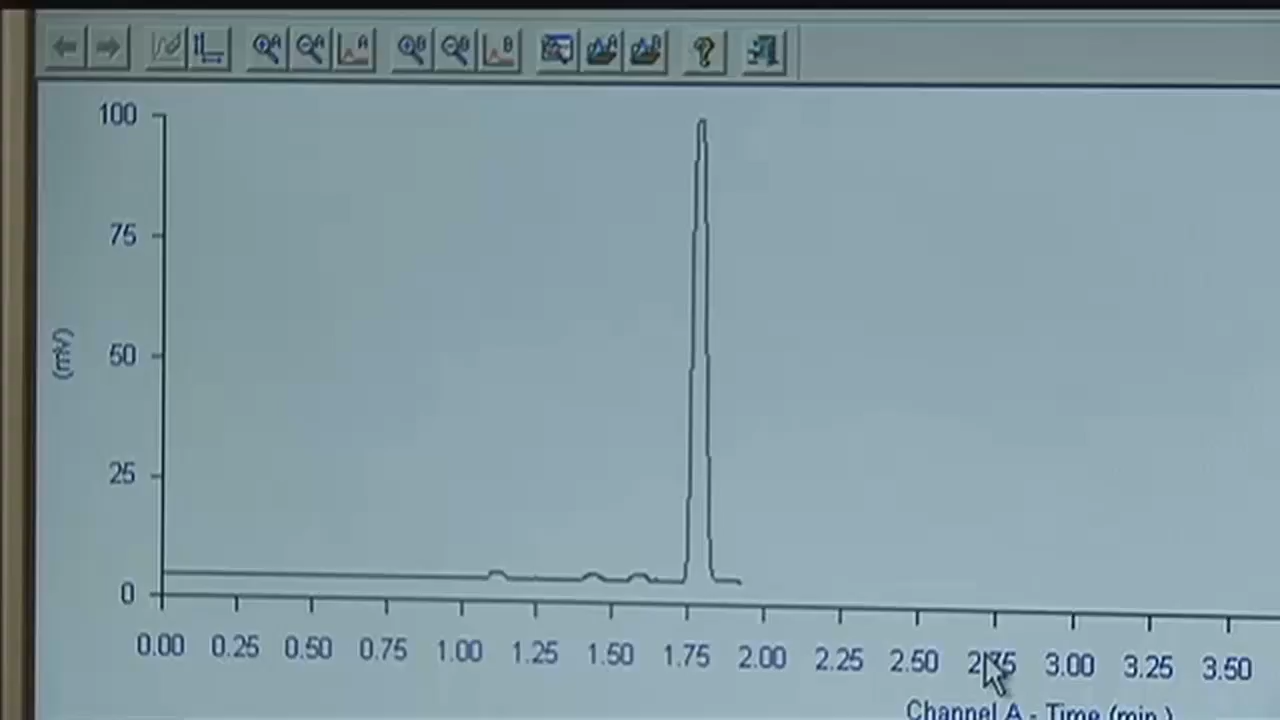 A A A B B B A B ?
100
75
50
25
0
(mV)
0.00 0.25 0.50 0.75 1.00 1.25 1.50 1.75 2.00 2.25 2.50 2.75 3.00 3.25 3.50
Channel A - Time (min.)